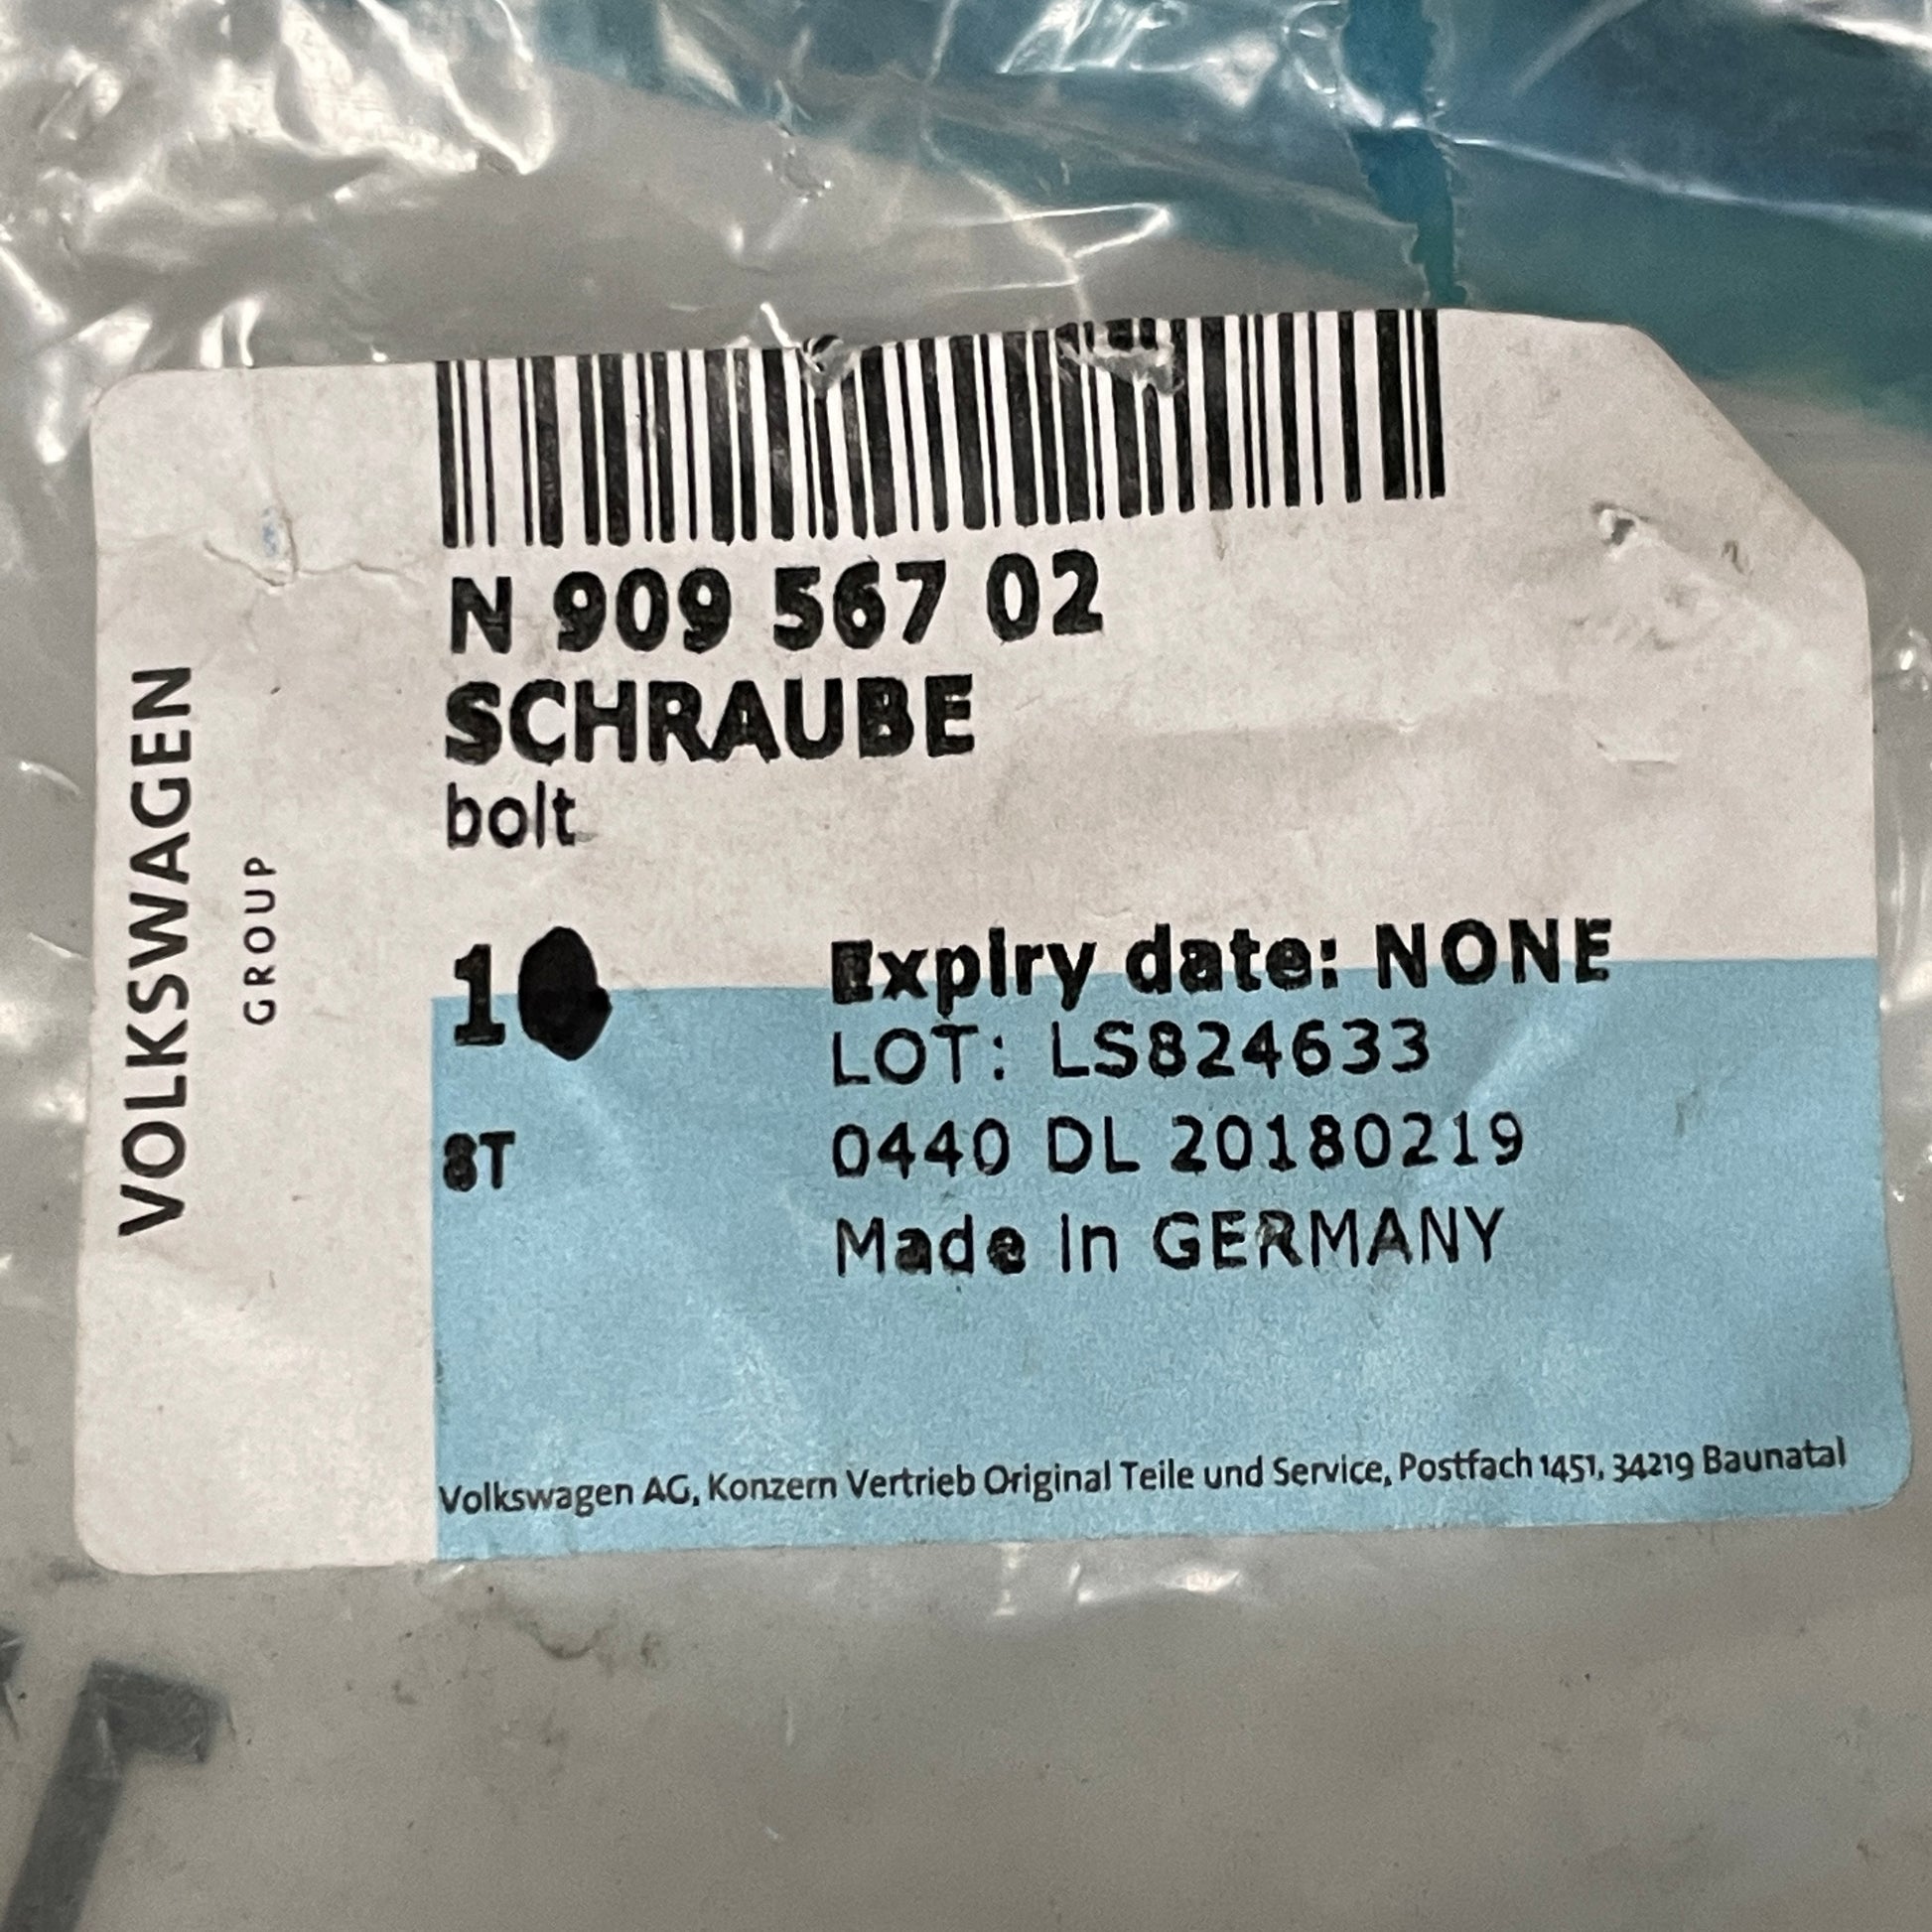 VOLKSWAGEN
GROUP
N 909 567 02
SCHRAUBE
bolt
1
Expiry date: NONE
LOT: LS824633
8T
0440 DL 20180219
Made in GERMANY
Volkswagen AG, Konzern Vertrieb Original Teile und Service, Postfach 1451, 34219 Baunatal